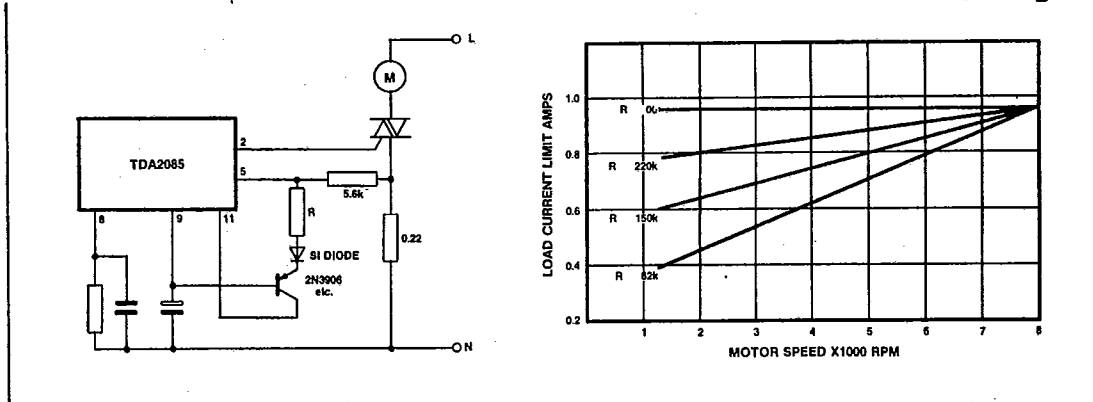 L
M
TDA2085
2
5
5.6k
R
8
9
11
0.22
SI DIODE
2N3906
etc.
N
LOAD CURRENT LIMIT AMPS
1.0
0.8
0.6
0.4
0.2
R 00
R 220k
R 150k
R 82k
1 2 3 4 5 6 7 8
MOTOR SPEED X1000 RPM